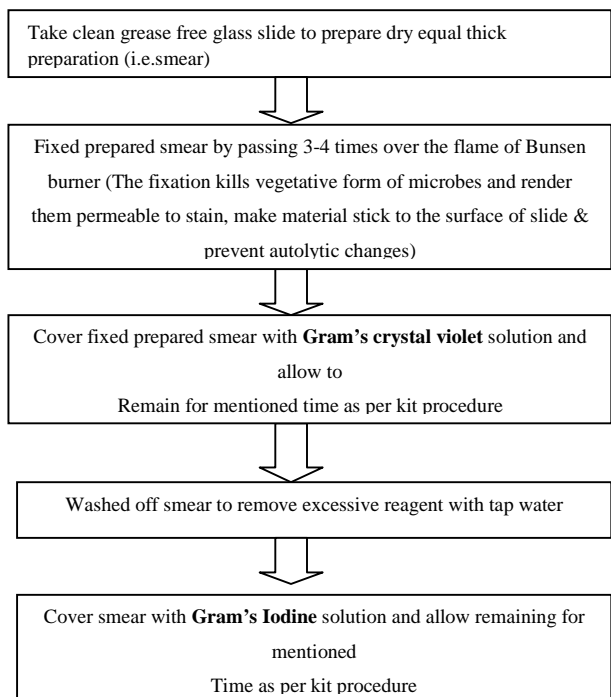 Take clean grease free glass slide to prepare dry equal thick
preparation (i.e.smear)
Fixed prepared smear by passing 3-4 times over the flame of Bunsen
burner (The fixation kills vegetative form of microbes and render
them permeable to stain, make material stick to the surface of slide &
prevent autolytic changes)
Cover fixed prepared smear with Gram's crystal violet solution and
allow to
Remain for mentioned time as per kit procedure
Washed off smear to remove excessive reagent with tap water
Cover smear with Gram's Iodine solution and allow remaining for
mentioned
Time as per kit procedure